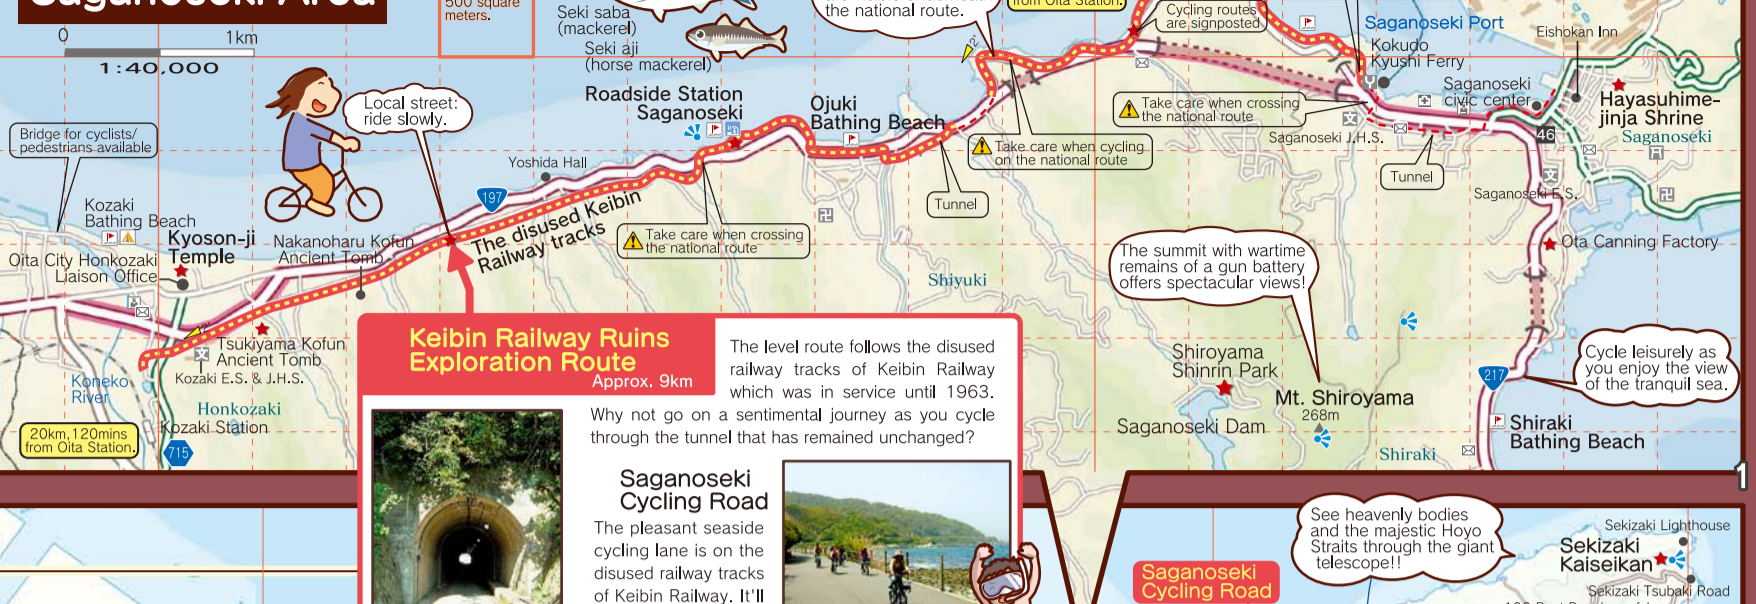 Saganoseki Area
0
1km
1:40,000
500 square
meters.
Seki saba
(mackerel)
Seki aji
(horse mackerel)
the national route.
from Oita Station.
Cycling routes
are signposted
Saganoseki Port
Kokudo
Kyushi Ferry
Eishokan Inn
Saganoseki
civic center
Hayasuhime-
jinja Shrine
Saganoseki
46
Take care when crossing
the national route
Saganoseki J.H.S.
Tunnel
Saganoseki E.S.
Ota Canning Factory
Local street:
ride slowly.
Roadside Station
Saganoseki
Ojuki
Bathing Beach
Take care when cycling
on the national route
Tunnel
Bridge for cyclists/
pedestrians available
Yoshida Hall
197
Kozaki
Bathing Beach
Kyoson-ji
Temple
Oita City Honkozaki
Liaison Office
Nakanoharu Kofun
Ancient Tomb
The disused Keibin
Railway tracks
Take care when crossing
the national route
Shiyuki
The summit with wartime
remains of a gun battery
offers spectacular views!
Tsukiyama Kofun
Ancient Tomb
Kozaki E.S. & J.H.S.
Koneko
River
Honkozaki
Kozaki Station
20km,120mins
from Oita Station.
715
Keibin Railway Ruins
Exploration Route
Approx. 9km
The level route follows the disused
railway tracks of Keibin Railway
which was in service until 1963.
Why not go on a sentimental journey as you cycle
through the tunnel that has remained unchanged?
Saganoseki
Cycling Road
The pleasant seaside
cycling lane is on the
disused railway tracks
of Keibin Railway. It'll
Shiroyama
Shinrin Park
Mt. Shiroyama
268m
Saganoseki Dam
Shiraki
217
Cycle leisurely as
you enjoy the view
of the tranquil sea.
Shiraki
Bathing Beach
1
See heavenly bodies
and the majestic Hoyo
Straits through the giant
telescope!!
Saganoseki
Cycling Road
Sekizaki Lighthouse
Sekizaki
Kaiseikan
Sekizaki Tsubaki Road